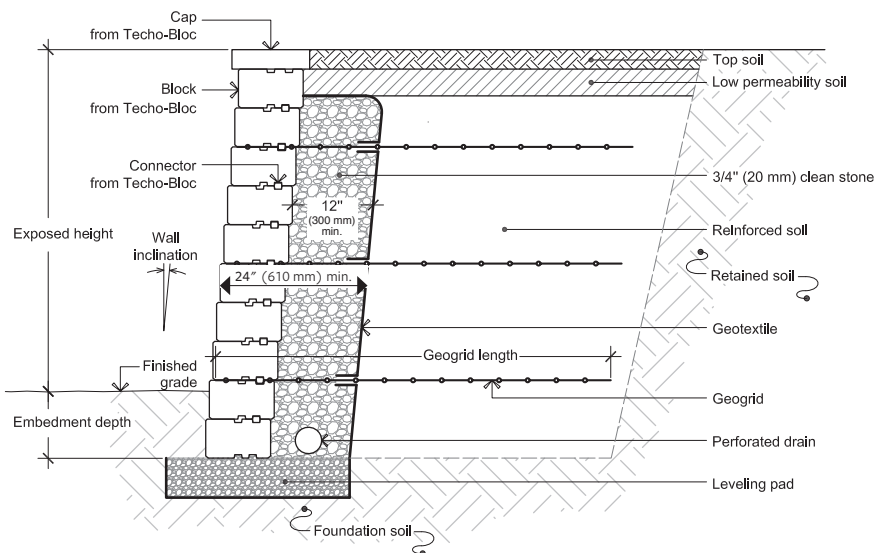 Cap
from Techo-Bloc
Block
from Techo-Bloc
Connector
from Techo-Bloc
Exposed height
Wall
inclination
Finished
grade
Embedment depth
12"
(300 mm)
min.
24" (610 mm) min.
Geogrid length
Top soil
Low permeability soil
3/4" (20 mm) clean stone
Reinforced soil
Retained soil
Geotextile
Geogrid
Perforated drain
Leveling pad
Foundation soil